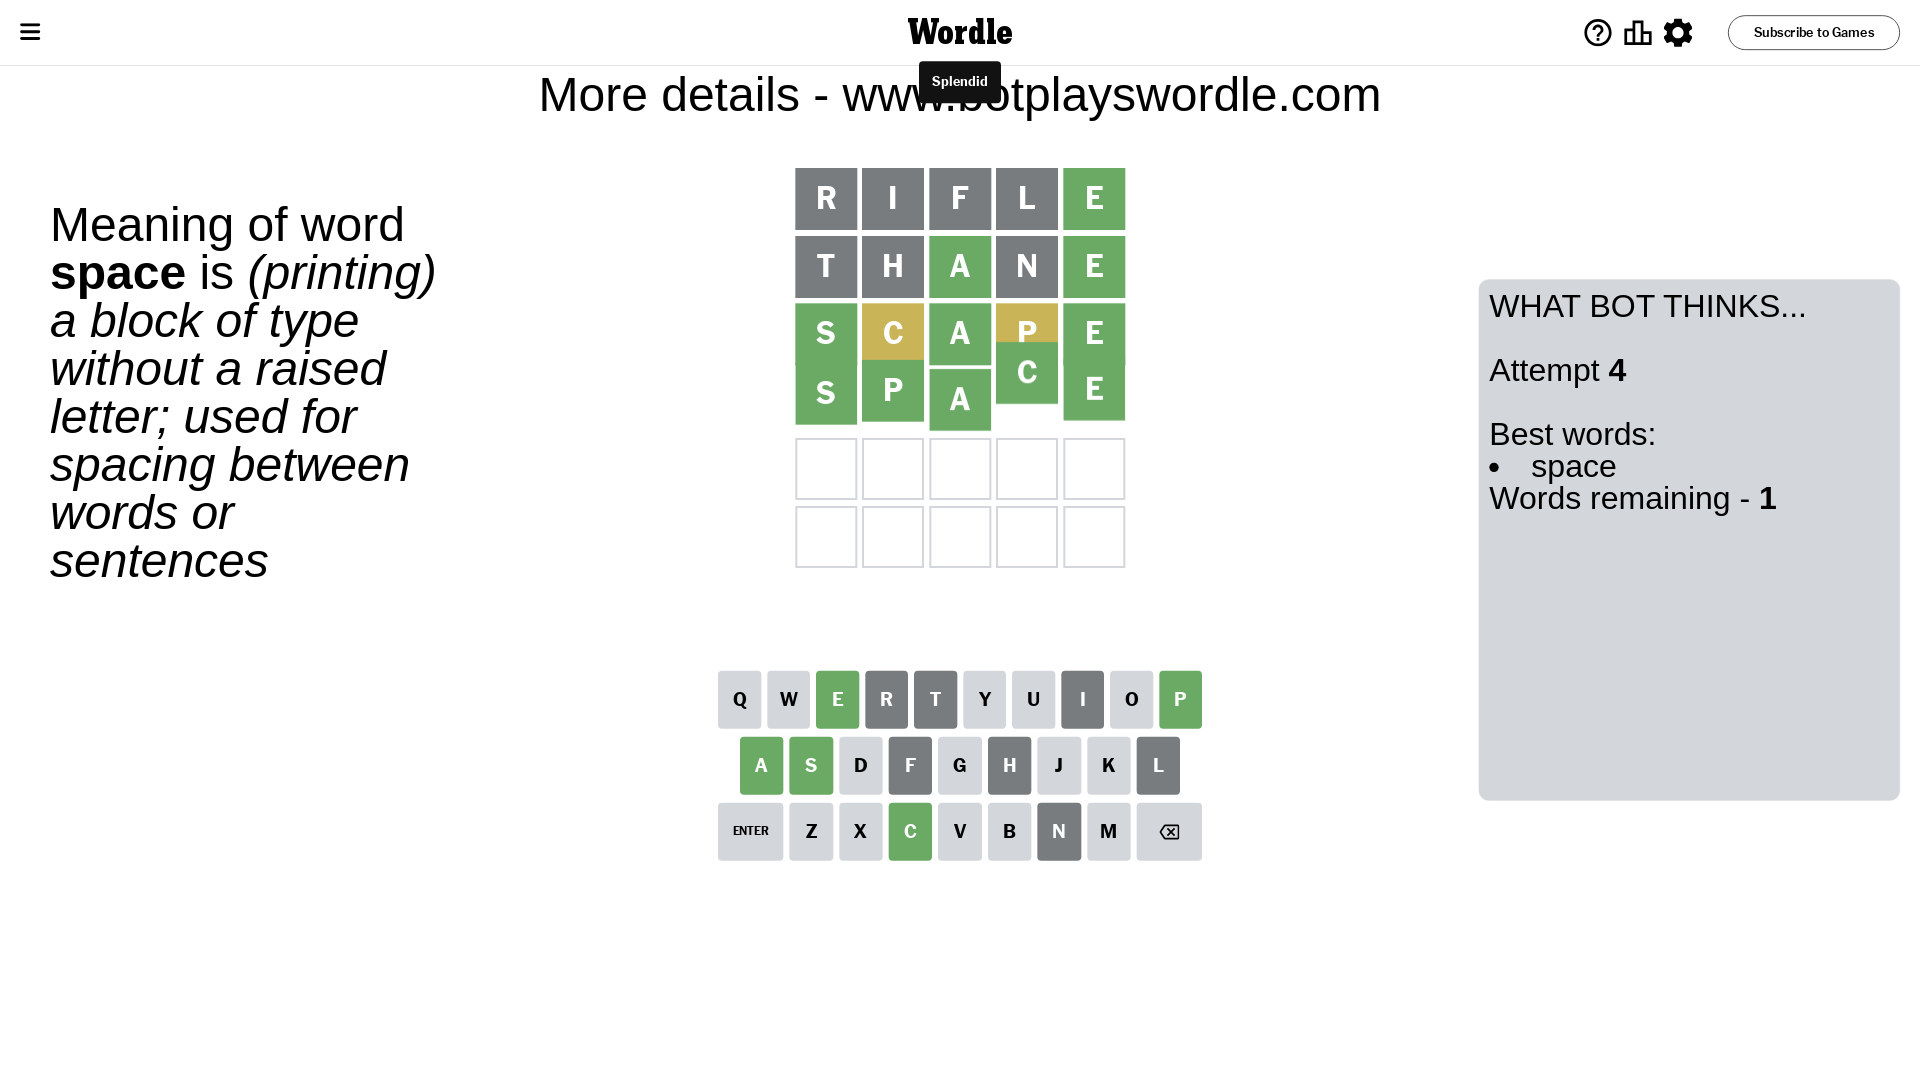 Wordle
Subscribe to Games
Splendid
More details - www.botplayswordle.com
Meaning of word
space is (printing)
a block of type
without a raised
letter; used for
spacing between
words or
sentences
R I F L E
T H A N E
S C A P E
S P A C E
WHAT BOT THINKS...
Attempt 4
Best words:
• space
Words remaining - 1
Q W E R T Y U I O P
A S D F G H J K L
ENTER Z X C V B N M